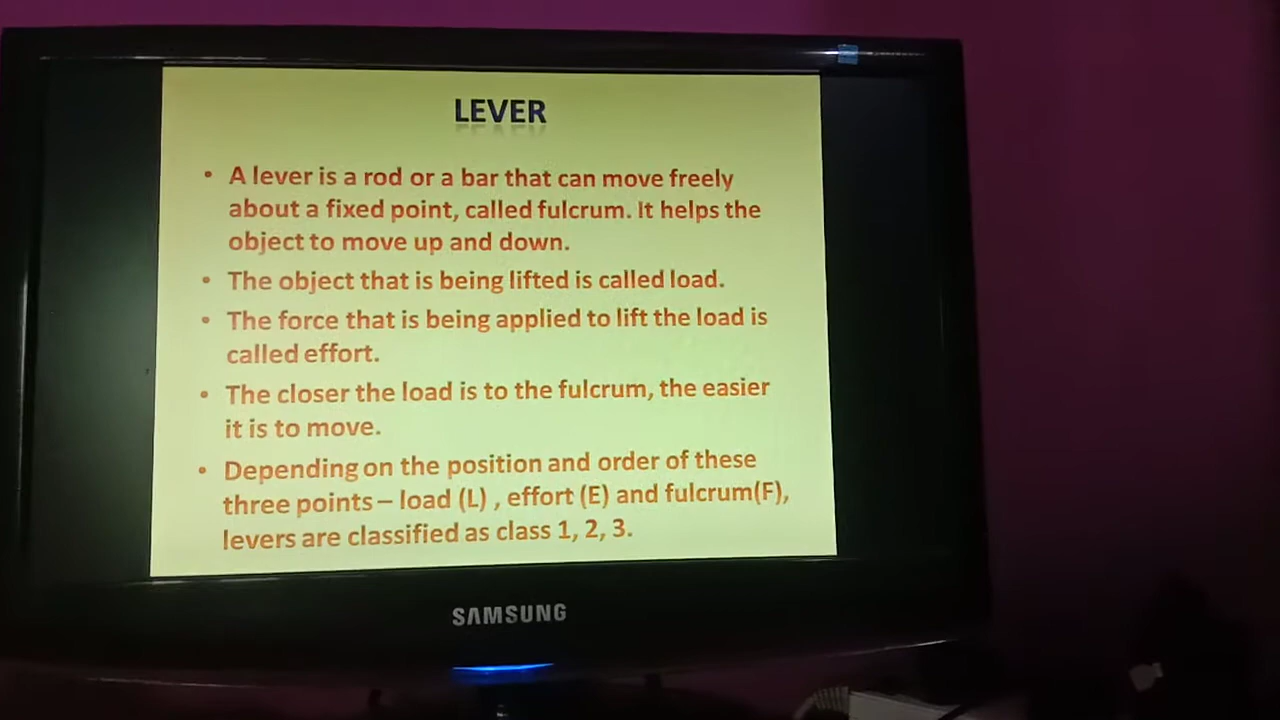 LEVER
• A lever is a rod or a bar that can move freely
about a fixed point, called fulcrum. It helps the
object to move up and down.
• The object that is being lifted is called load.
• The force that is being applied to lift the load is
called effort.
• The closer the load is to the fulcrum, the easier
it is to move.
• Depending on the position and order of these
three points – load (L) , effort (E) and fulcrum(F),
levers are classified as class 1, 2, 3.
SAMSUNG